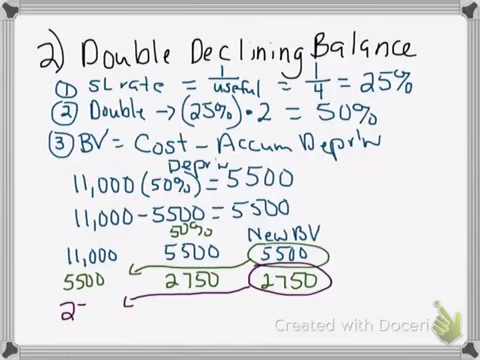 2) Double Declining Balance
① SL rate = 1/useful = 1/4 = 25%
② Double → (25%) • 2 = 50%
③ BV = Cost - Accum Depr'n
Depr'n
11,000 (50%) = 5500
11,000 - 5500 = 5500
50% New BV
11,000 5500 5500
5500 2750 2750
2
Created with Doceri